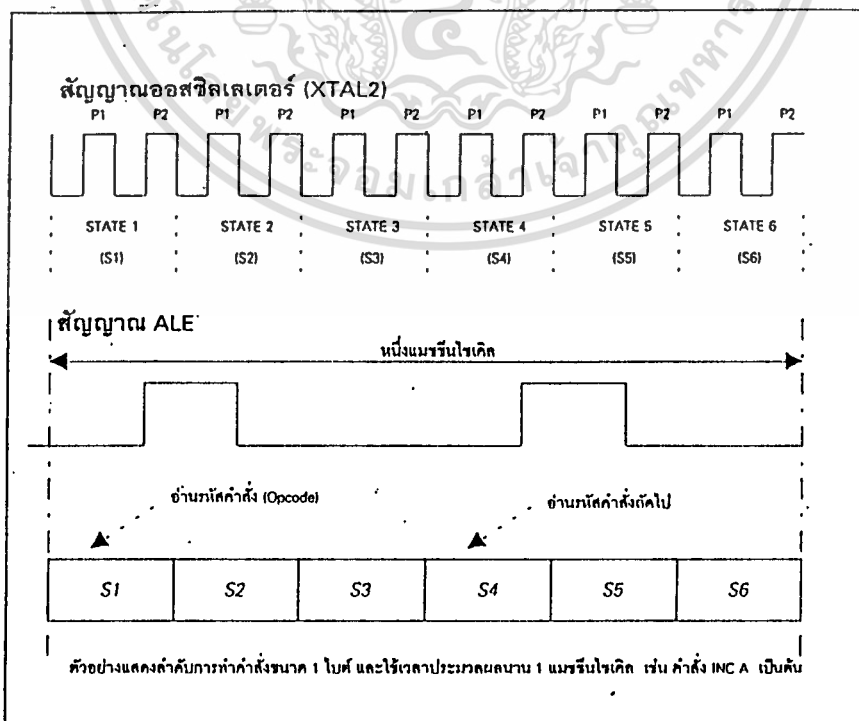 สัญญาณออสซิลเลเตอร์ (XTAL2)
P1 P2 P1 P2 P1 P2 P1 P2 P1 P2 P1 P2
STATE 1 STATE 2 STATE 3 STATE 4 STATE 5 STATE 6
(S1) (S2) (S3) (S4) (S5) (S6)
สัญญาณ ALE
หนึ่งแมชชีนไซเคิล
อ่านรหัสคำสั่ง (Opcode) อ่านรหัสคำสั่งถัดไป
S1 S2 S3 S4 S5 S6
ตัวอย่างแสดงลำดับการทำคำสั่งขนาด 1 ไบต์ และใช้เวลาประมวลผลนาน 1 แมชชีนไซเคิล เช่น คำสั่ง INC A เป็นต้น